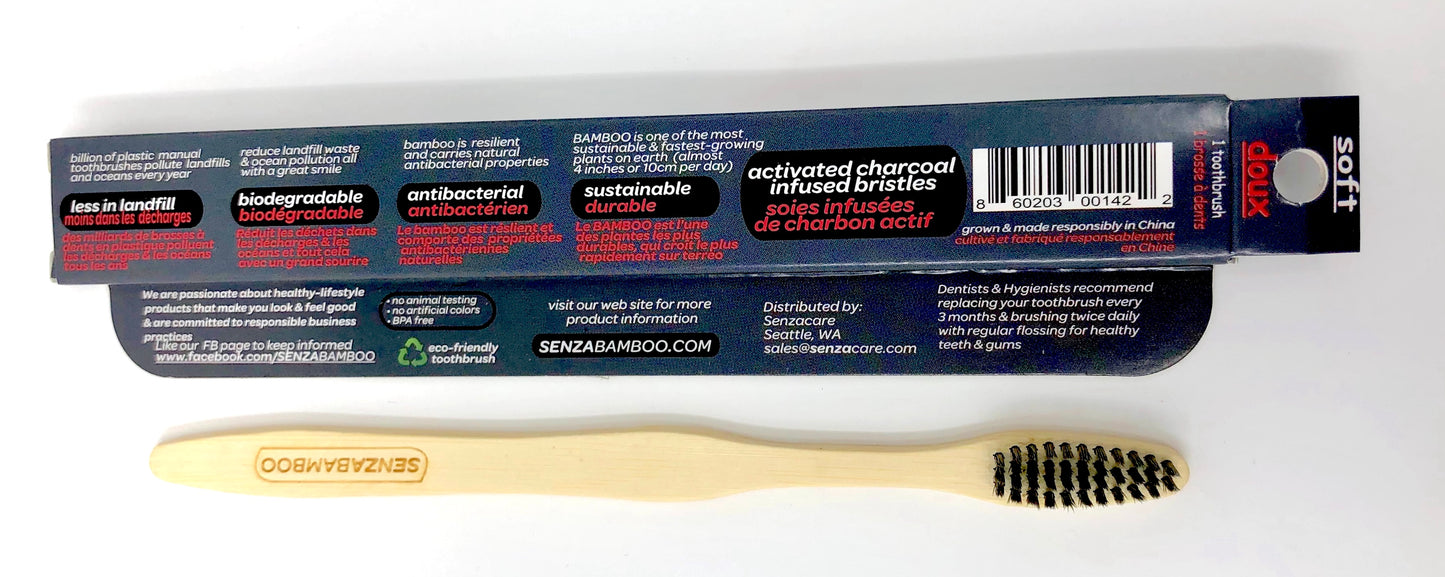 billion of plastic manual
toothbrushes pollute landfills
and oceans every year
less in landfill
moins dans les décharges
des milliards de brosses à
dents en plastique polluent
les décharges & les océans
tous les ans
reduce landfill waste
& ocean pollution all
with a great smile
biodegradable
biodégradable
Réduit les déchets dans
les décharges & les
océans et tout cela
avec un grand sourire
bamboo is resilient
and carries natural
antibacterial properties
antibacterial
antibactérien
Le bambou est résilient et
comporte des propriétées
antibactériennes
naturelles
BAMBOO is one of the most
sustainable & fastest-growing
plants on earth (almost
4 inches or 10cm per day)
sustainable
durable
Le BAMBOO est l'une
des plantes les plus
durables, qui croit le plus
rapidement sur terreo
activated charcoal
infused bristles
soies infusées
de charbon actif
8 60203 00142 2
grown & made responsibly in China
cultivé et fabriqué responsablement
en Chine
1 toothbrush
1 brosse à dents
soft
doux
We are passionate about healthy-lifestyle
products that make you look & feel good
& are committed to responsible business
practices
Like our FB page to keep informed
www.facebook.com/SENZABAMBOO
• no animal testing
• no artificial colors
• BPA free
eco-friendly
toothbrush
visit our web site for more
product information
SENZABAMBOO.COM
Distributed by:
Senzacare
Seattle, WA
sales@senzacare.com
Dentists & Hygienists recommend
replacing your toothbrush every
3 months & brushing twice daily
with regular flossing for healthy
teeth & gums
SENZABAMBOO